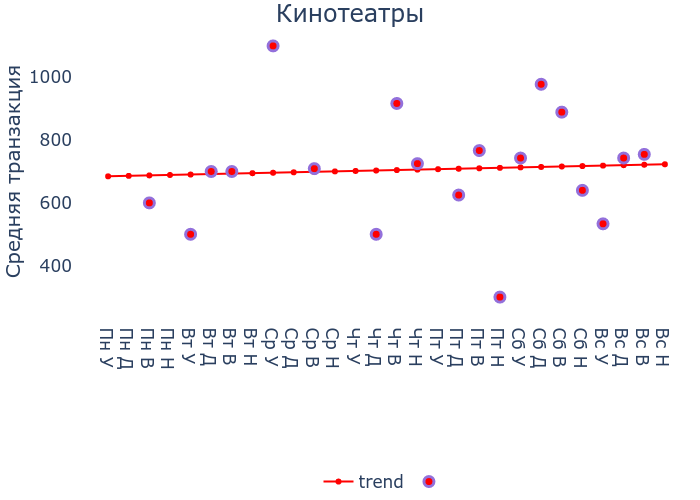 Кинотеатры
Средняя транзакция
1000
800
600
400
Пн У
Пн Д
Пн В
Пн Н
Вт У
Вт Д
Вт В
Вт Н
Ср У
Ср Д
Ср В
Ср Н
Чт У
Чт Д
Чт В
Чт Н
Пт У
Пт Д
Пт В
Пт Н
Сб У
Сб Д
Сб В
Сб Н
Вс У
Вс Д
Вс В
Вс Н
trend